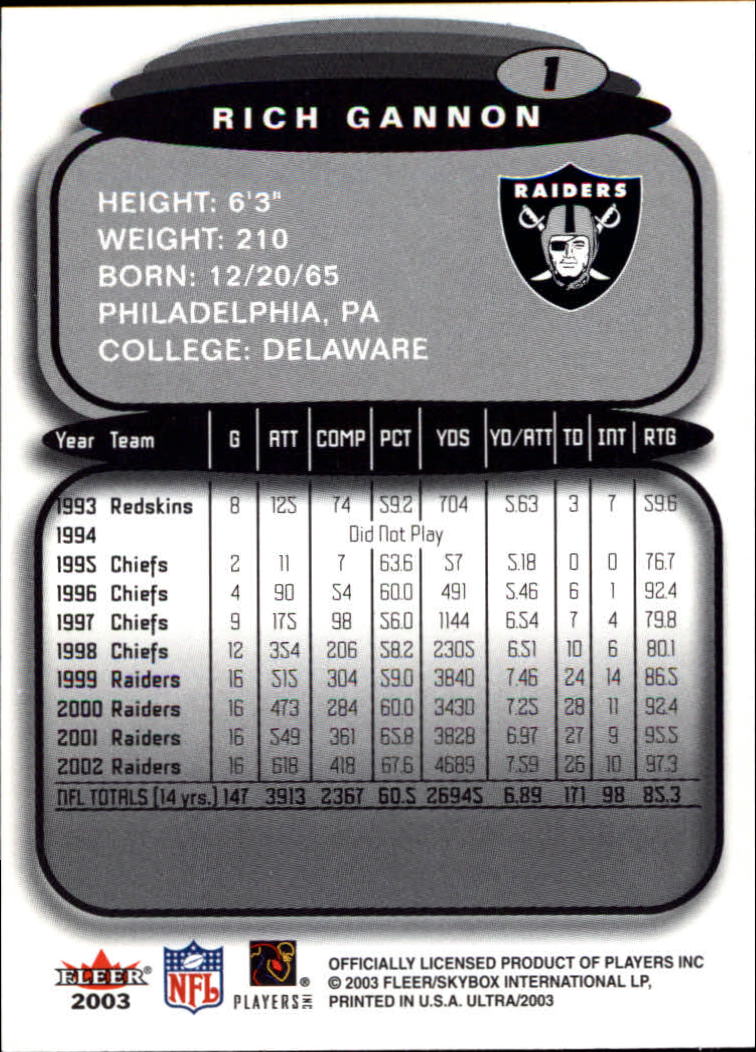 1
RICH GANNON
RAIDERS
HEIGHT: 6'3"
WEIGHT: 210
BORN: 12/20/65
PHILADELPHIA, PA
COLLEGE: DELAWARE
Year Team G ATT COMP PCT YDS YD/ATT TD INT RTG
1993 Redskins 8 125 74 59.2 704 5.63 3 7 59.6
1994 Did Not Play
1995 Chiefs 2 11 7 63.6 57 5.18 0 0 76.7
1996 Chiefs 4 90 54 60.0 491 5.46 6 1 92.4
1997 Chiefs 9 175 98 56.0 1144 6.54 7 4 79.8
1998 Chiefs 12 354 206 58.2 2305 6.51 10 6 80.1
1999 Raiders 16 515 304 59.0 3840 7.46 24 14 86.5
2000 Raiders 16 473 284 60.0 3430 7.25 28 11 92.4
2001 Raiders 16 549 361 65.8 3828 6.97 27 9 95.5
2002 Raiders 16 618 418 67.6 4689 7.59 26 10 97.3
NFL TOTALS (14 yrs.) 147 3913 2367 60.5 26945 6.89 171 98 85.3
FLEER®
2003
NFL
PLAYERS INC ®
OFFICIALLY LICENSED PRODUCT OF PLAYERS INC
© 2003 FLEER/SKYBOX INTERNATIONAL LP,
PRINTED IN U.S.A. ULTRA/2003